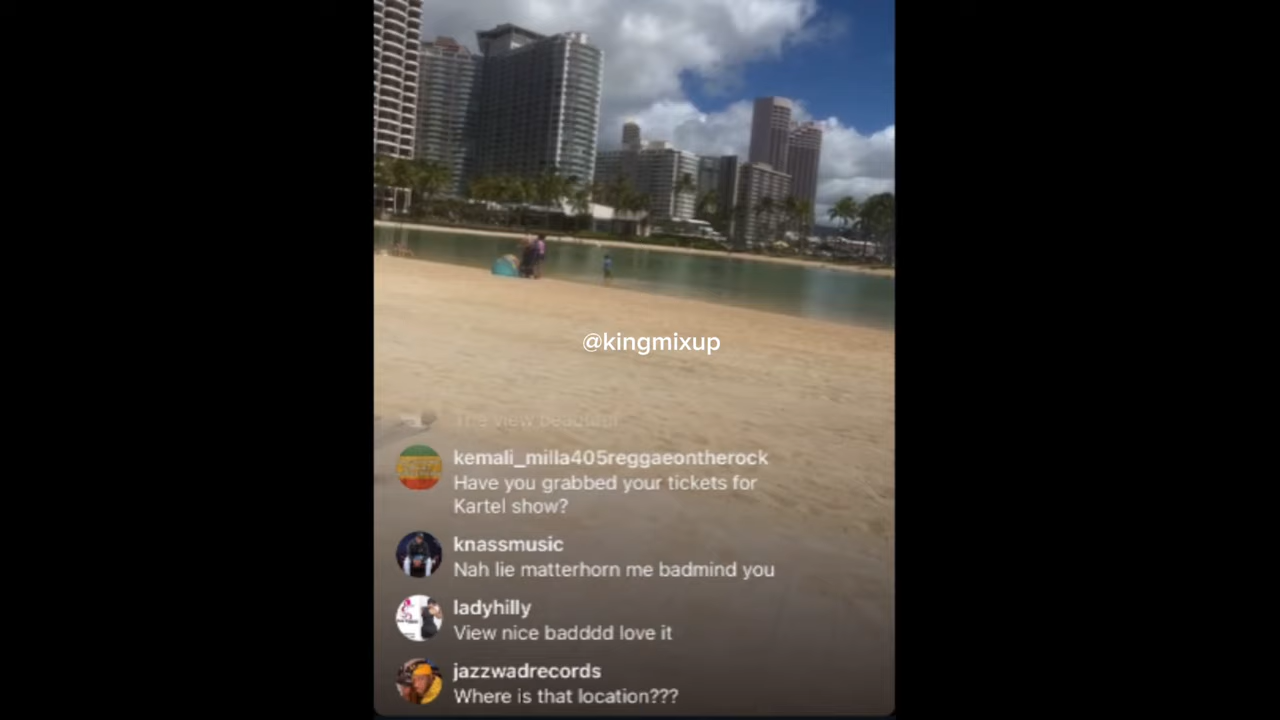 @kingmixup
The view beautiful
kemali_milla405reggaeontherock
Have you grabbed your tickets for
Kartel show?
knassmusic
Nah lie matterhorn me badmind you
ladyhilly
View nice badddd love it
jazzwadrecords
Where is that location???